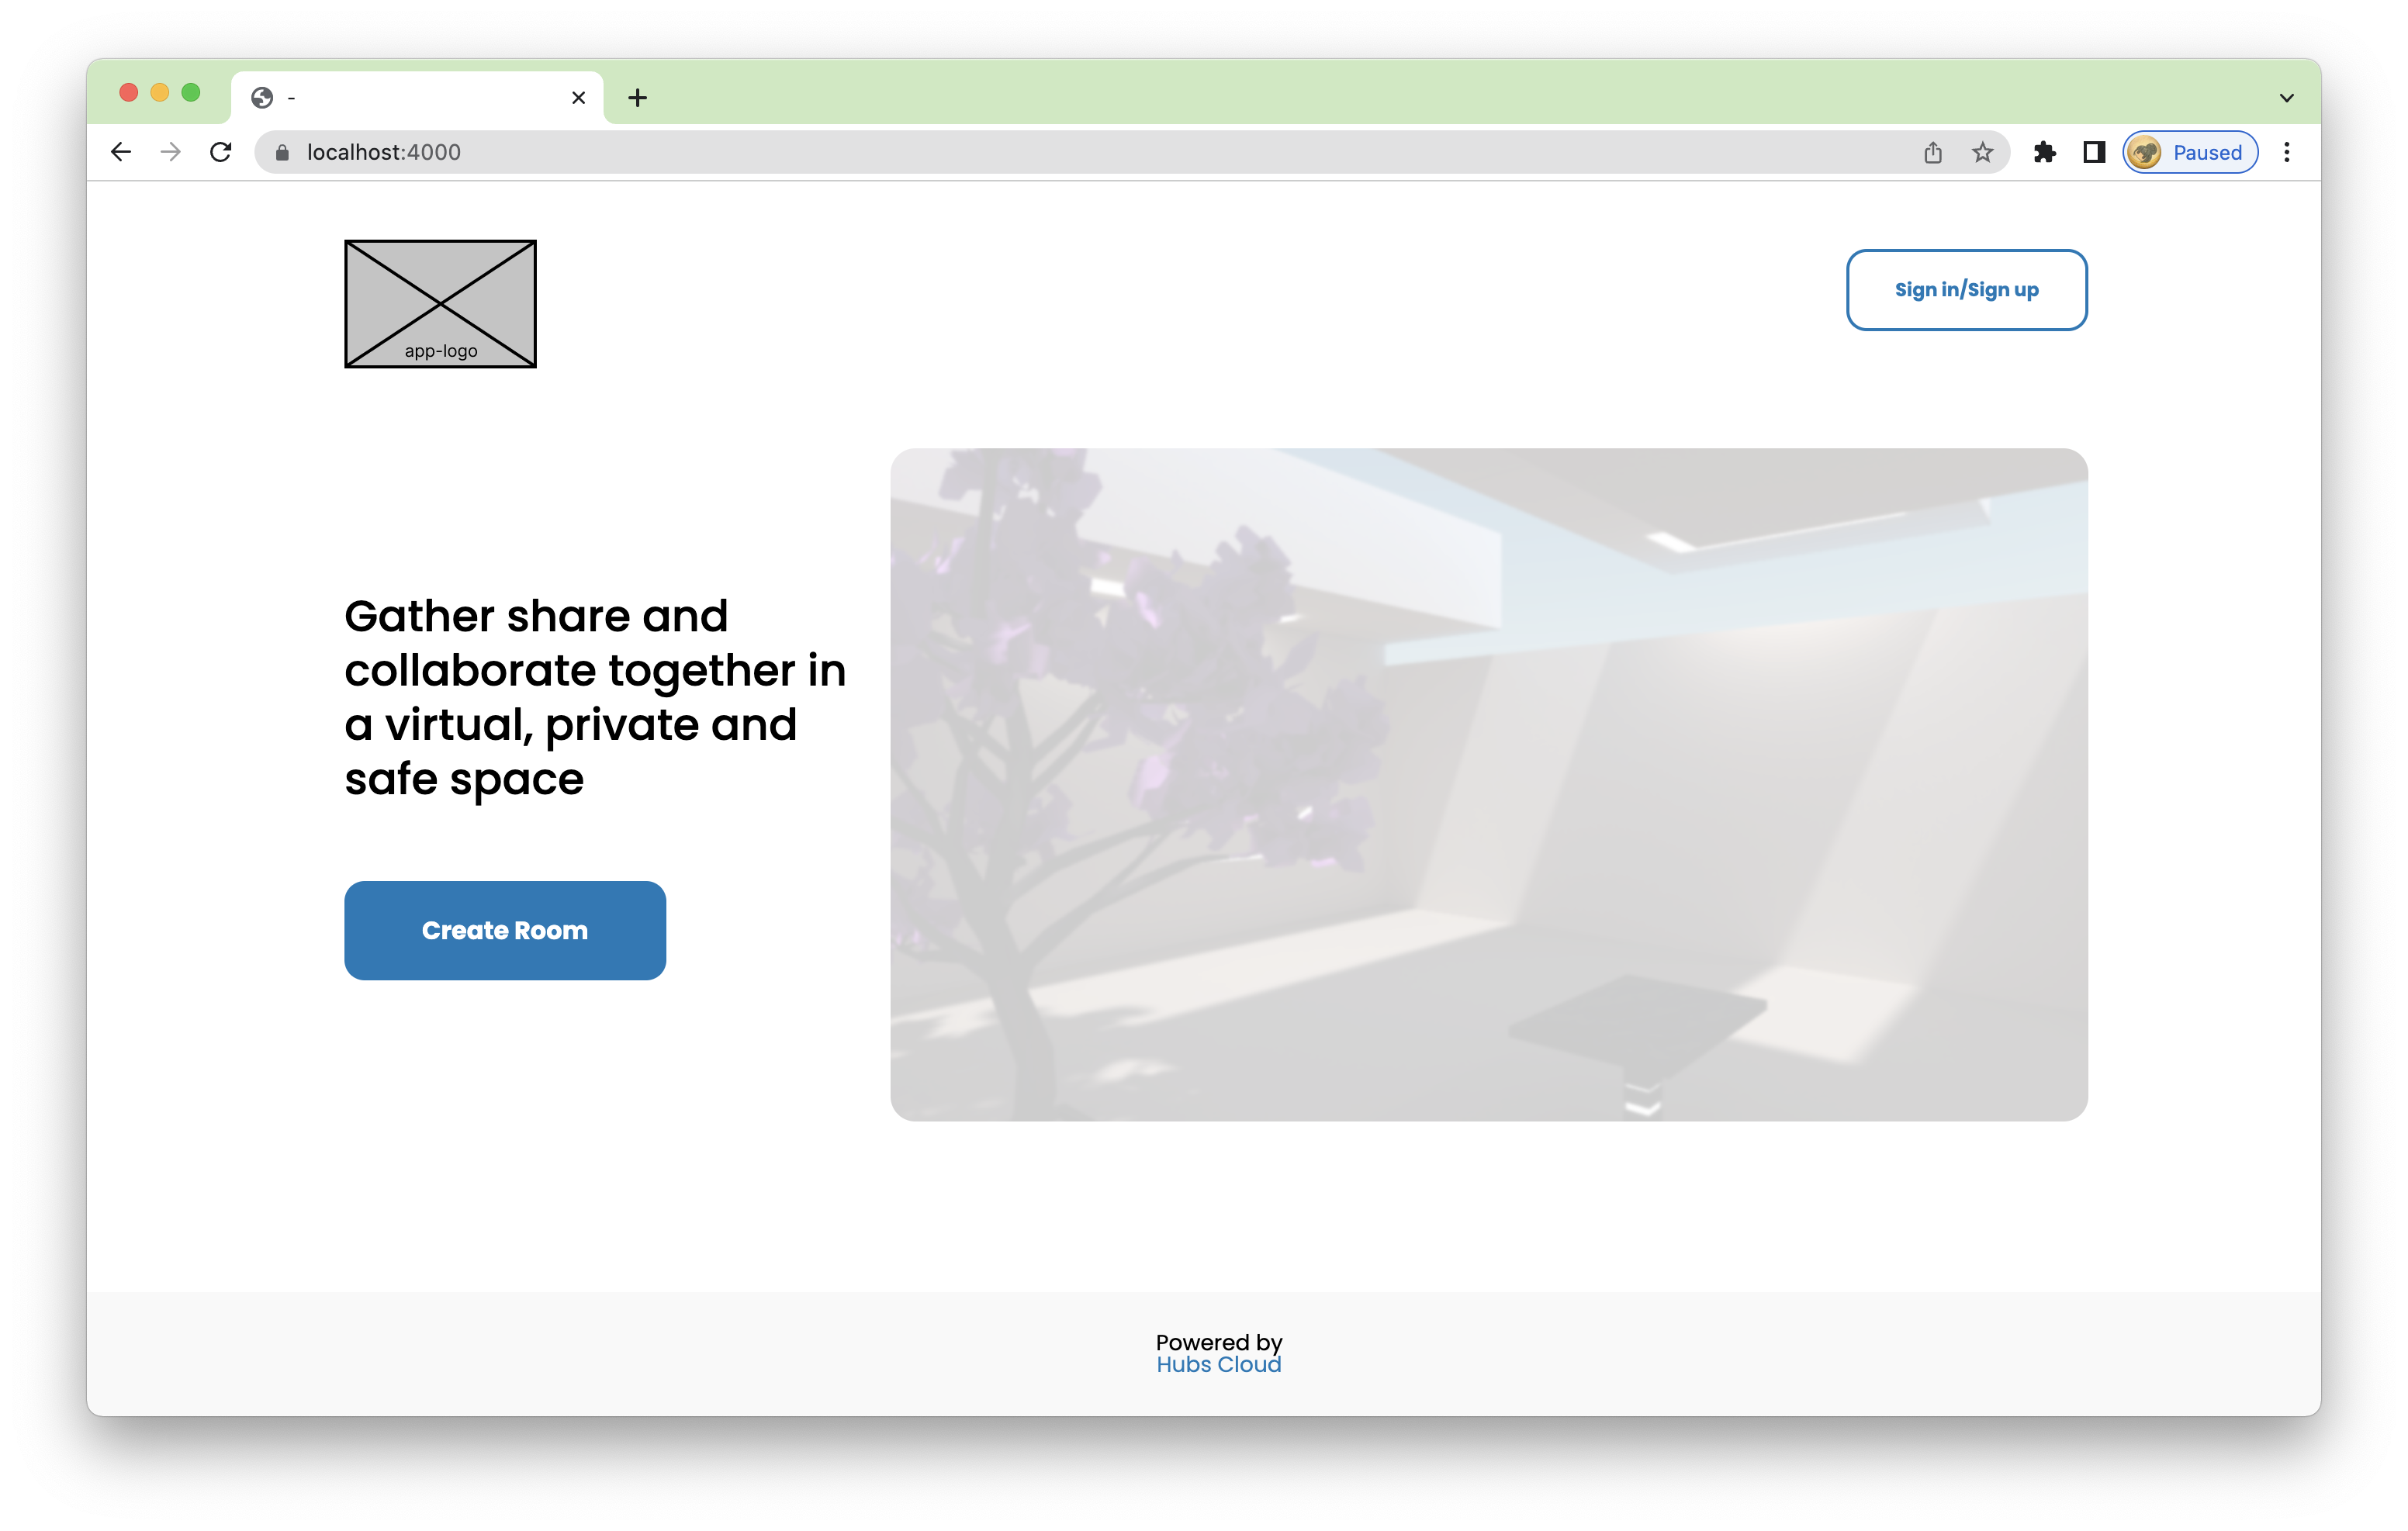 -
localhost:4000
Paused
app-logo
Sign in/Sign up
Gather share and
collaborate together in
a virtual, private and
safe space
Create Room
Powered by
Hubs Cloud